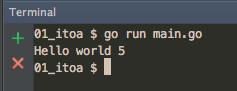 Terminal
01_itoa $ go run main.go
Hello world 5
01_itoa $